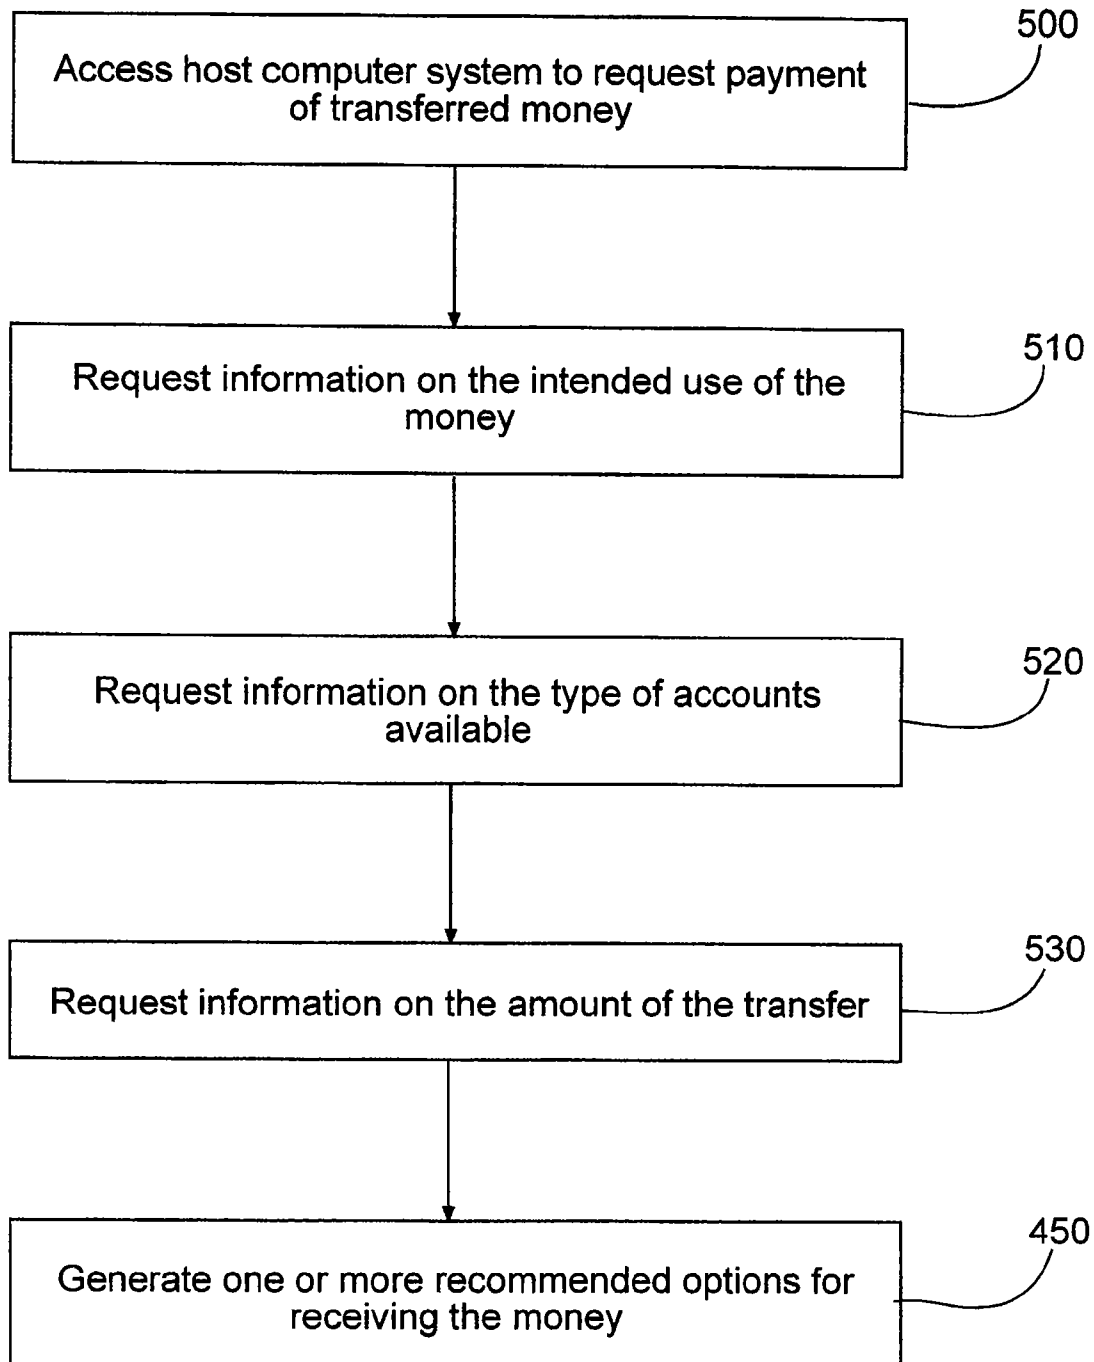 500
Access host computer system to request payment
of transferred money
510
Request information on the intended use of the
money
520
Request information on the type of accounts
available
530
Request information on the amount of the transfer
450
Generate one or more recommended options for
receiving the money